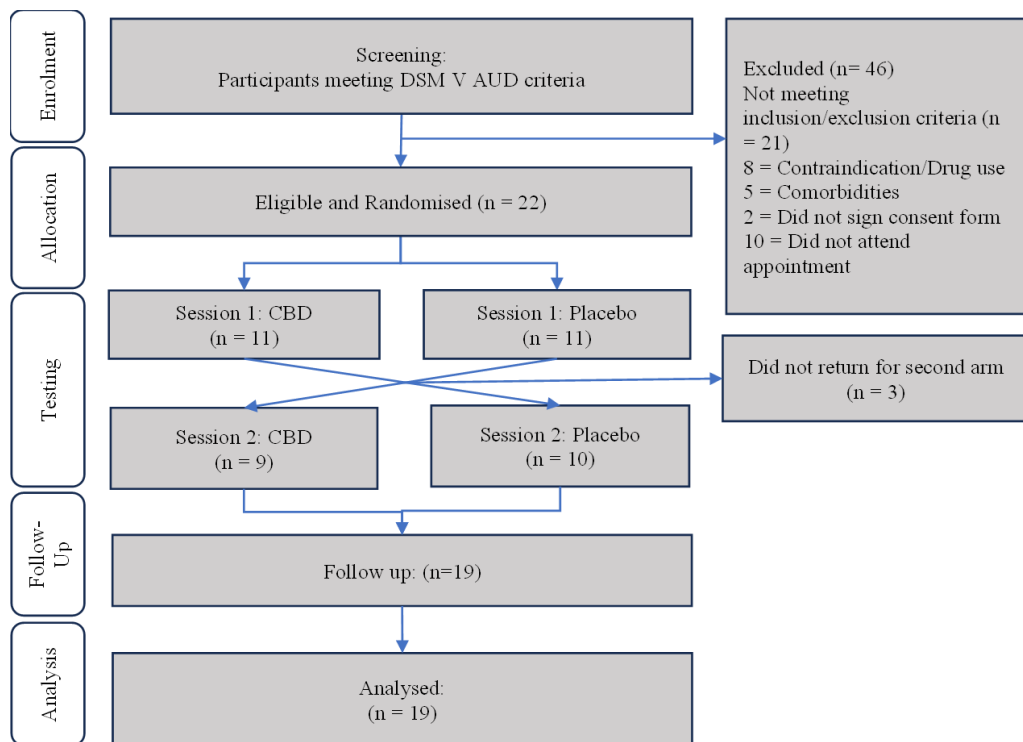 Enrolment
Screening:
Participants meeting DSM V AUD criteria
Excluded (n= 46)
Not meeting
inclusion/exclusion criteria (n
= 21)
8 = Contraindication/Drug use
5 = Comorbidities
2 = Did not sign consent form
10 = Did not attend
appointment
Allocation
Eligible and Randomised (n = 22)
Testing
Session 1: CBD
(n = 11)
Session 1: Placebo
(n = 11)
Did not return for second arm
(n = 3)
Session 2: CBD
(n = 9)
Session 2: Placebo
(n = 10)
Follow-
Up
Follow up: (n=19)
Analysis
Analysed:
(n = 19)